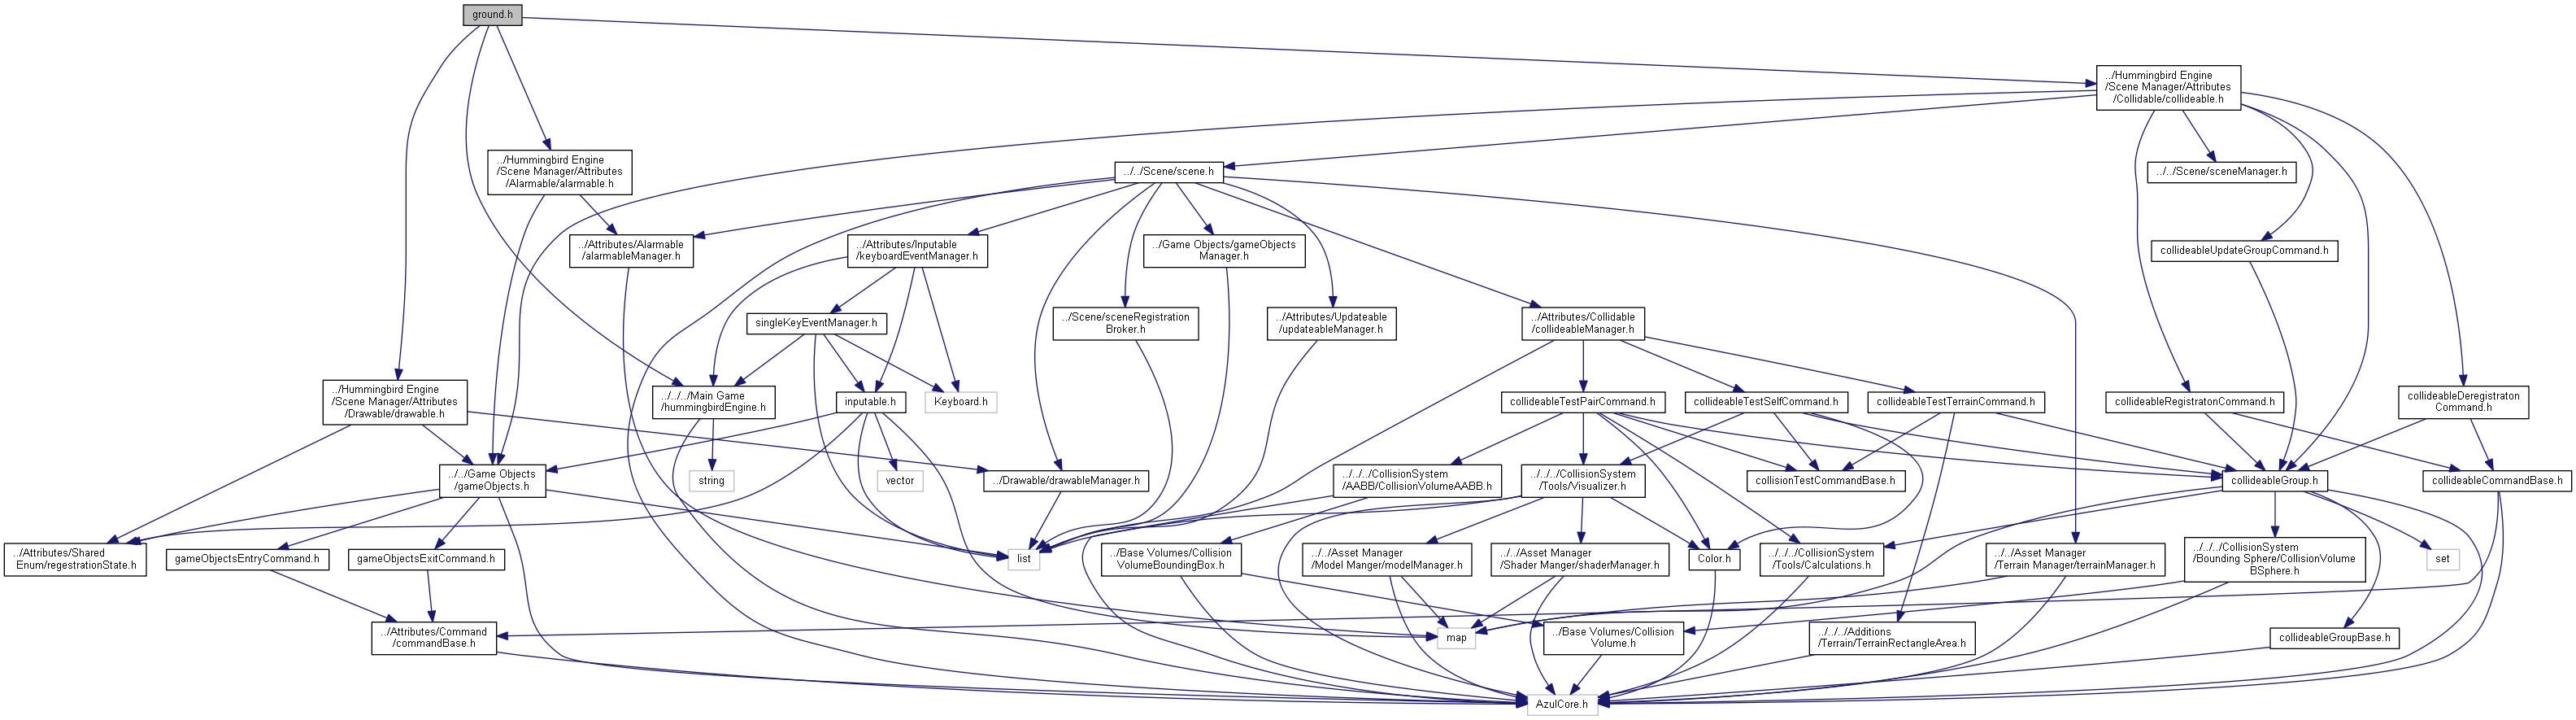 ground.h
../Hummingbird Engine
/Scene Manager/Attributes
/Collidable/collideable.h
../Hummingbird Engine
/Scene Manager/Attributes
/Alarmable/alarmable.h
../../Scene/scene.h
../../Scene/sceneManager.h
../Attributes/Alarmable
/alarmableManager.h
../Attributes/Inputable
/keyboardEventManager.h
../Game Objects/gameObjects
Manager.h
collideableUpdateGroupCommand.h
singleKeyEventManager.h
../Scene/sceneRegistration
Broker.h
../Attributes/Updateable
/updateableManager.h
../Attributes/Collidable
/collideableManager.h
../Hummingbird Engine
/Scene Manager/Attributes
/Drawable/drawable.h
../../../Main Game
/hummingbirdEngine.h
inputable.h
Keyboard.h
collideableTestPairCommand.h
collideableTestSelfCommand.h
collideableTestTerrainCommand.h
collideableRegistratonCommand.h
collideableDeregistraton
Command.h
../../Game Objects
/gameObjects.h
string
vector
../Drawable/drawableManager.h
../../../CollisionSystem
/AABB/CollisionVolumeAABB.h
../../../CollisionSystem
/Tools/Visualizer.h
collisionTestCommandBase.h
collideableGroup.h
collideableCommandBase.h
../Attributes/Shared
Enum/regestrationState.h
gameObjectsEntryCommand.h
gameObjectsExitCommand.h
list
../Base Volumes/Collision
VolumeBoundingBox.h
../../Asset Manager
/Model Manger/modelManager.h
../../Asset Manager
/Shader Manger/shaderManager.h
Color.h
../../../CollisionSystem
/Tools/Calculations.h
../../Asset Manager
/Terrain Manager/terrainManager.h
../../../CollisionSystem
/Bounding Sphere/CollisionVolume
BSphere.h
set
../Attributes/Command
/commandBase.h
map
../Base Volumes/Collision
Volume.h
../../../Additions
/Terrain/TerrainRectangleArea.h
collideableGroupBase.h
AzulCore.h